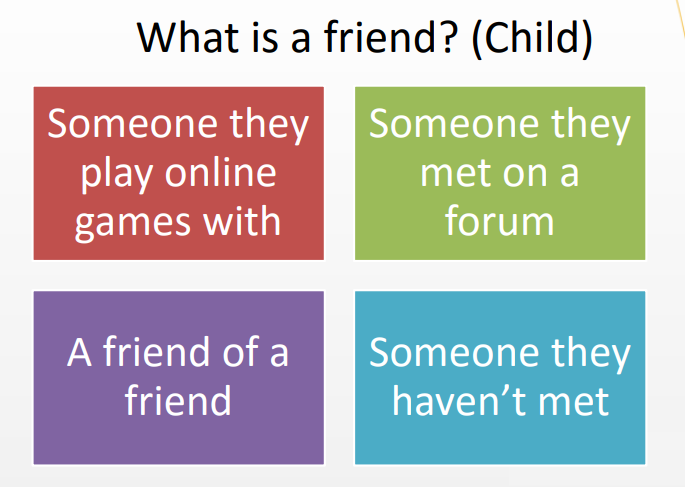 What is a friend? (Child)
Someone they
play online
games with
Someone they
met on a
forum
A friend of a
friend
Someone they
haven’t met